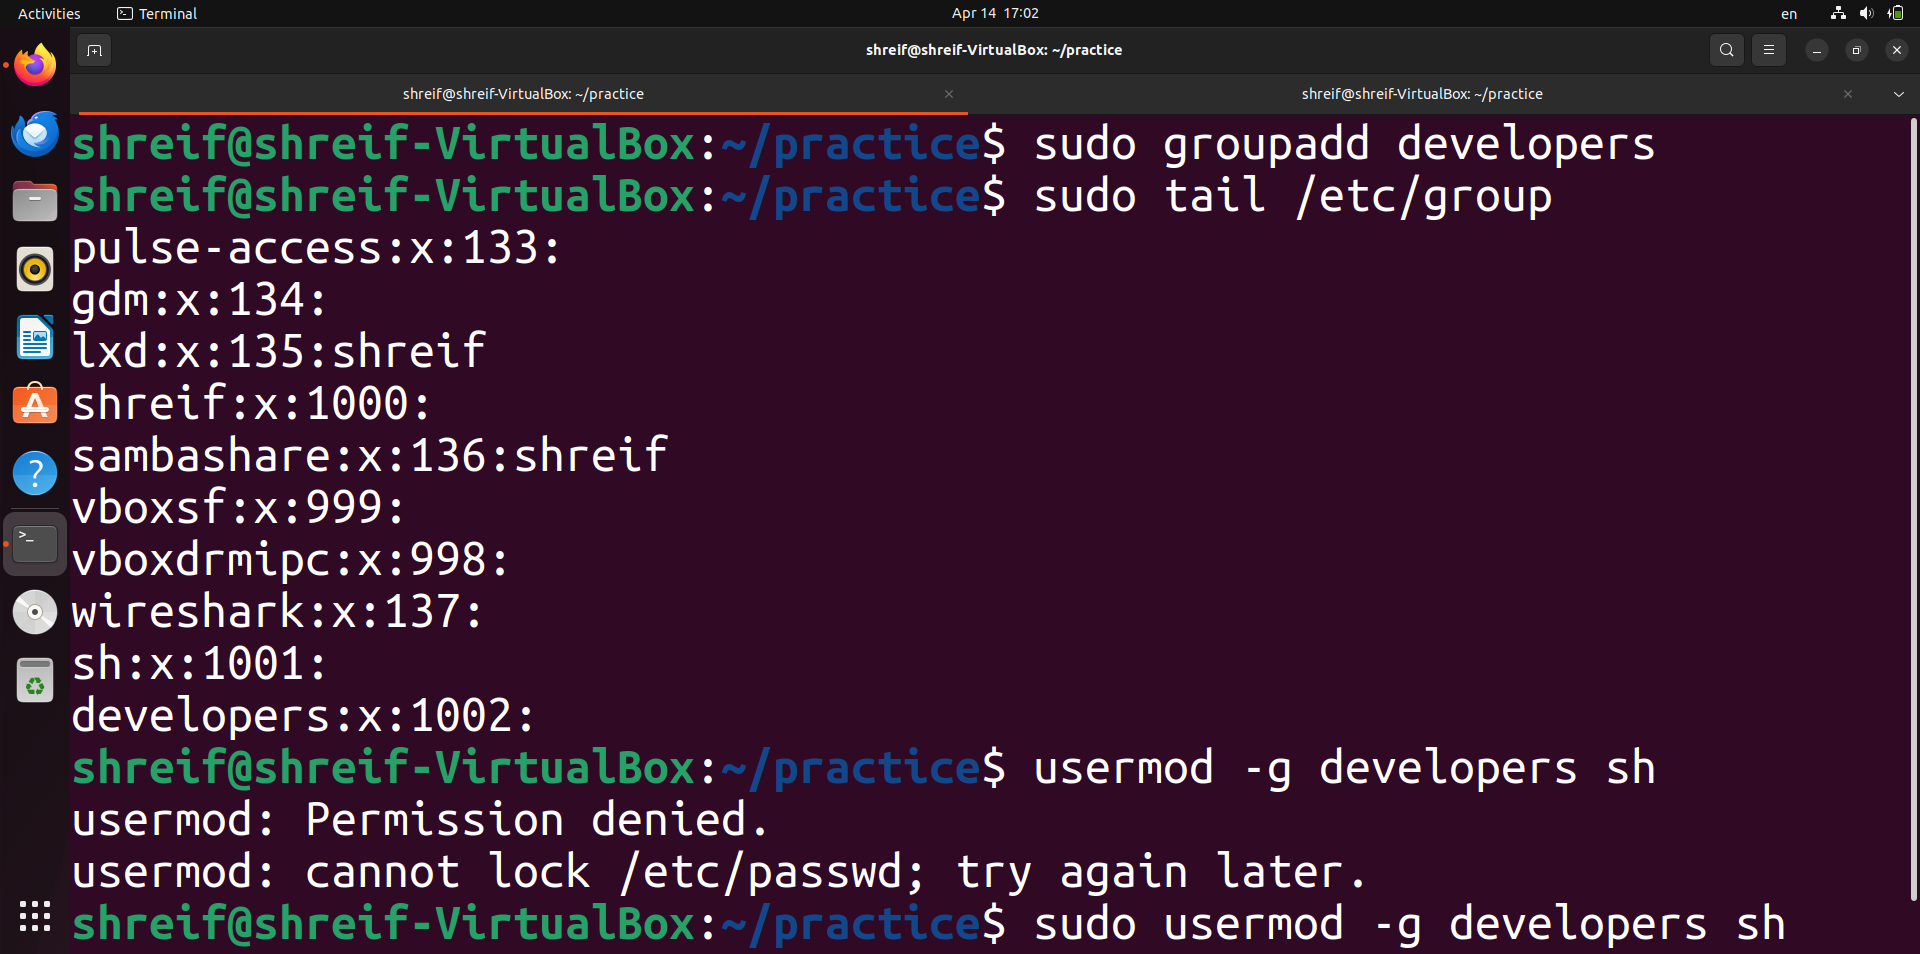 Activities
Terminal
Apr 14 17:02
en
shreif@shreif-VirtualBox: ~/practice
shreif@shreif-VirtualBox: ~/practice
shreif@shreif-VirtualBox: ~/practice
shreif@shreif-VirtualBox:~/practice$ sudo groupadd developers
shreif@shreif-VirtualBox:~/practice$ sudo tail /etc/group
pulse-access:x:133:
gdm:x:134:
lxd:x:135:shreif
shreif:x:1000:
sambashare:x:136:shreif
vboxsf:x:999:
vboxdrmipc:x:998:
wireshark:x:137:
sh:x:1001:
developers:x:1002:
shreif@shreif-VirtualBox:~/practice$ usermod -g developers sh
usermod: Permission denied.
usermod: cannot lock /etc/passwd; try again later.
shreif@shreif-VirtualBox:~/practice$ sudo usermod -g developers sh